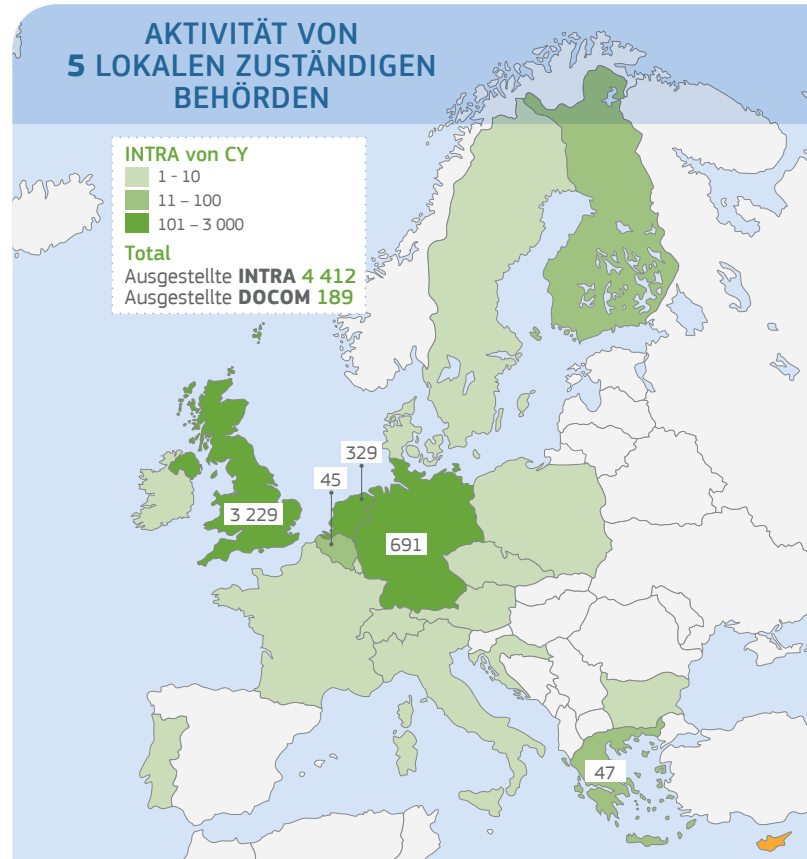 AKTIVITÄT VON
5 LOKALEN ZUSTÄNDIGEN
BEHÖRDEN
INTRA von CY
1 - 10
11 – 100
101 – 3 000
Total
Ausgestellte INTRA 4 412
Ausgestellte DOCOM 189
329
45
3 229
691
47